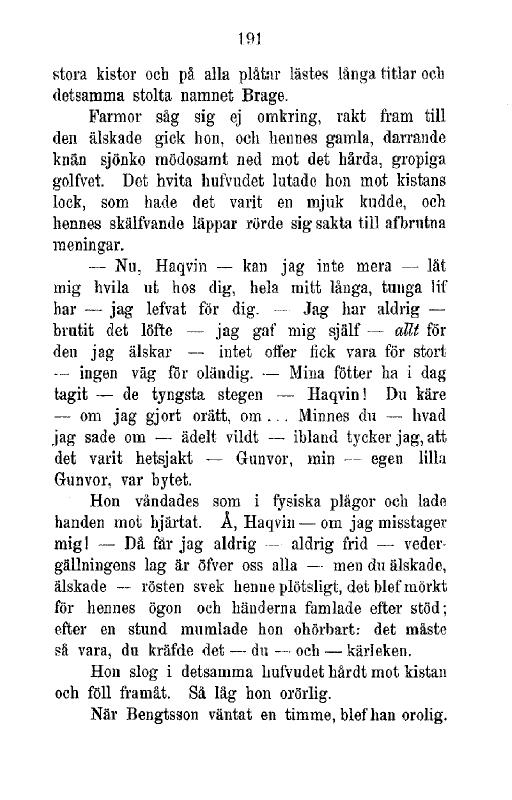 191
stora kistor och på alla plåtar lästes långa titlar och
detsamma stolta namnet Brage.
Farmor såg sig ej omkring, rakt fram till
den älskade gick hon, och hennes gamla, darrande
knän sjönko mödosamt ned mot det hårda, gropiga
golfvet. Det hvita hufvudet lutade hon mot kistans
lock, som hade det varit en mjuk kudde, och
hennes skälfvande läppar rörde sig sakta till afbrutna
meningar.
— Nu, Haqvin — kan jag inte mera — låt
mig hvila ut hos dig, hela mitt långa, tunga lif
har — jag lefvat för dig. — Jag har aldrig —
brutit det löfte — jag gaf mig själf — allt för
den jag älskar — intet offer fick vara för stort
— ingen väg för oländig. — Mina fötter ha i dag
tagit — de tyngsta stegen — Haqvin! Du käre
— om jag gjort orätt, om ... Minnes du — hvad
jag sade om — ädelt vildt — ibland tycker jag, att
det varit hetsjakt — Gunvor, min — egen lilla
Gunvor, var bytet.
Hon våndades som i fysiska plågor och lade
handen mot hjärtat. Å, Haqvin — om jag misstager
mig! — Då får jag aldrig — aldrig frid — veder-
gällningens lag är öfver oss alla — men du älskade,
älskade — rösten svek henne plötsligt, det blef mörkt
för hennes ögon och händerna famlade efter stöd;
efter en stund mumlade hon ohörbart: det måste
så vara, du kräfde det — du — och — kärleken.
Hon slog i detsamma hufvudet hårdt mot kistan
och föll framåt. Så låg hon orörlig.
När Bengtsson väntat en timme, blef han orolig.